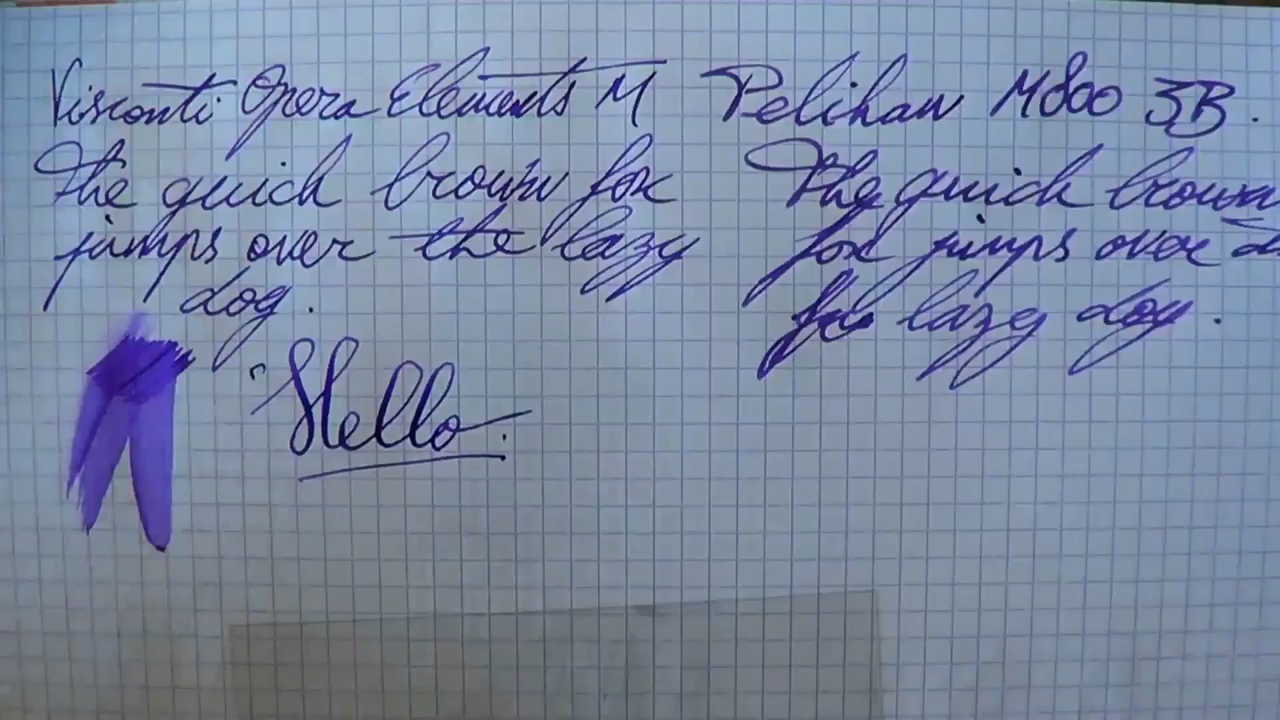 Visconti Opera Elements M
The quick brown fox
jumps over the lazy
dog.
Pelikan M800 3B.
The quick brown
fox jumps over
lazy dog.
Hello.